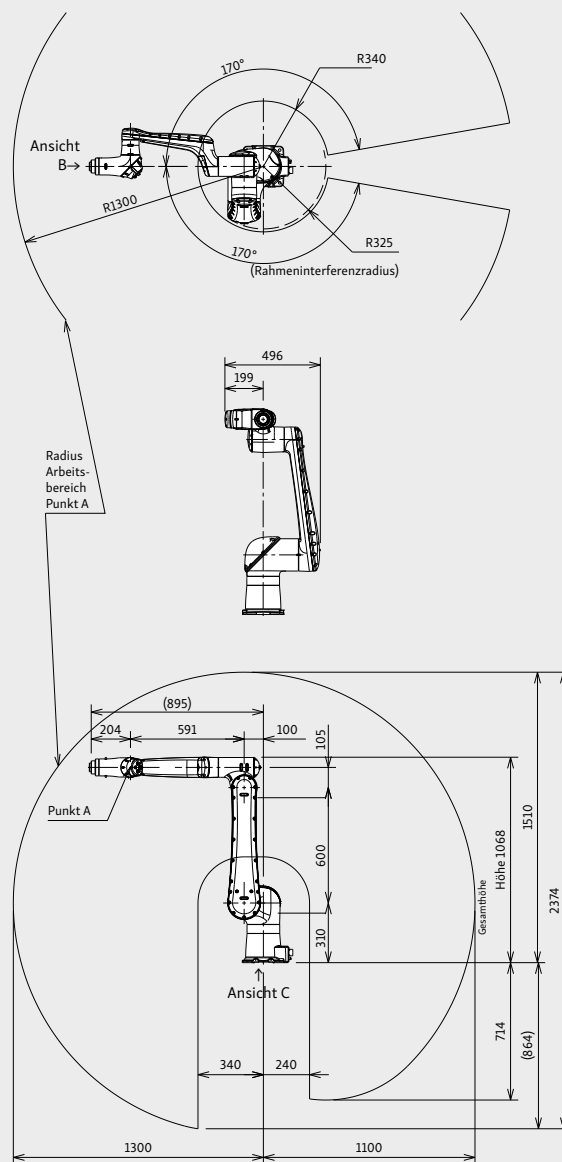 170°
R340
Ansicht
B→
R1300
R325
170°
(Rahmeninterferenzradius)
496
199
Radius
Arbeits-
bereich
Punkt A
(895)
204
591
100
105
Punkt A
600
310
Höhe 1068
Gesamthöhe
1510
2374
Ansicht C
714
(864)
340
240
1300
1100